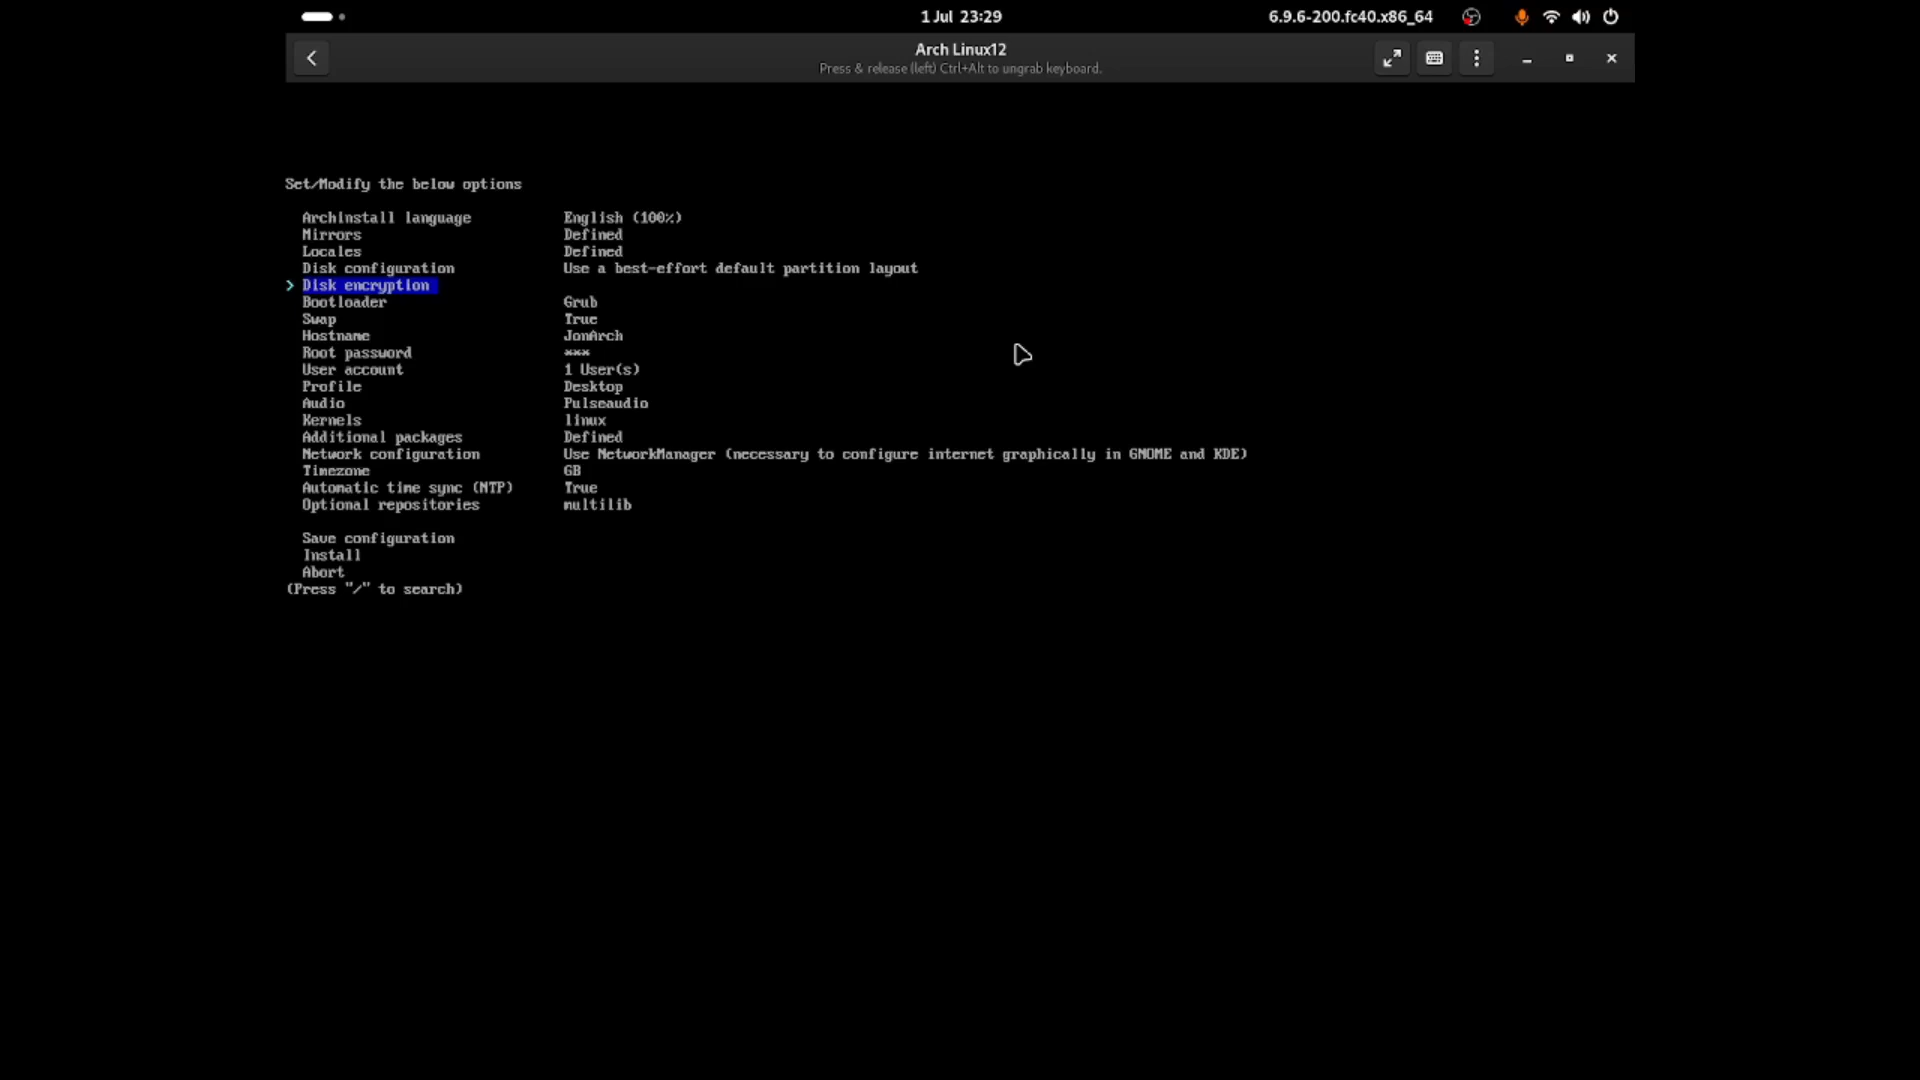 1 Jul 23:29
6.9.6-200.fc40.x86_64
Arch Linux12
Press & release (left) Ctrl+Alt to ungrab keyboard.
Set/Modify the below options
Archinstall language English (100%)
Mirrors Defined
Locales Defined
Disk configuration Use a best-effort default partition layout
> Disk encryption
Bootloader Grub
Swap True
Hostname JonArch
Root password ***
User account 1 User(s)
Profile Desktop
Audio Pulseaudio
Kernels linux
Additional packages Defined
Network configuration Use NetworkManager (necessary to configure internet graphically in GNOME and KDE)
Timezone GB
Automatic time sync (NTP) True
Optional repositories multilib
Save configuration
Install
Abort
(Press "/" to search)